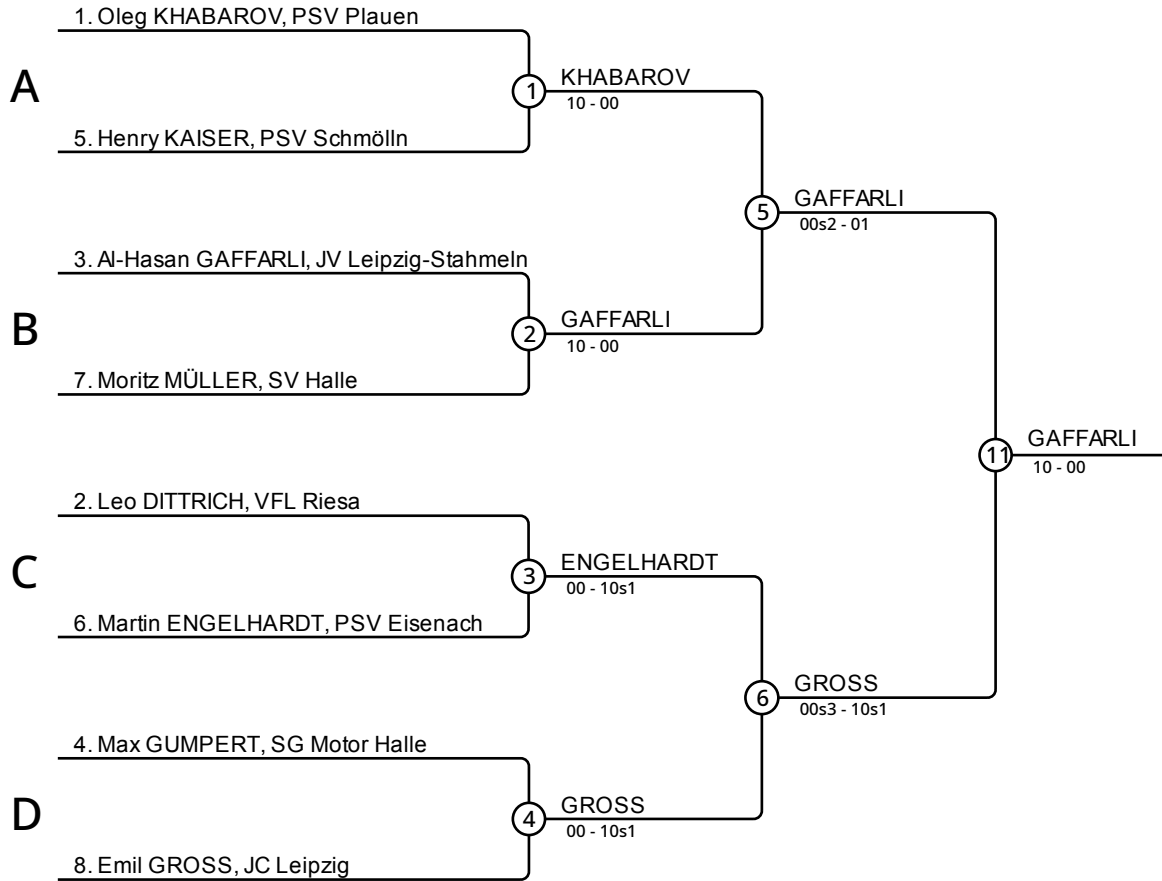 1. Oleg KHABAROV, PSV Plauen
A
1
KHABAROV
10 - 00
5. Henry KAISER, PSV Schmölln
5
GAFFARLI
00s2 - 01
3. Al-Hasan GAFFARLI, JV Leipzig-Stahmeln
B
2
GAFFARLI
10 - 00
7. Moritz MÜLLER, SV Halle
11
GAFFARLI
10 - 00
2. Leo DITTRICH, VFL Riesa
C
3
ENGELHARDT
00 - 10s1
6. Martin ENGELHARDT, PSV Eisenach
6
GROSS
00s3 - 10s1
4. Max GUMPERT, SG Motor Halle
D
4
GROSS
00 - 10s1
8. Emil GROSS, JC Leipzig